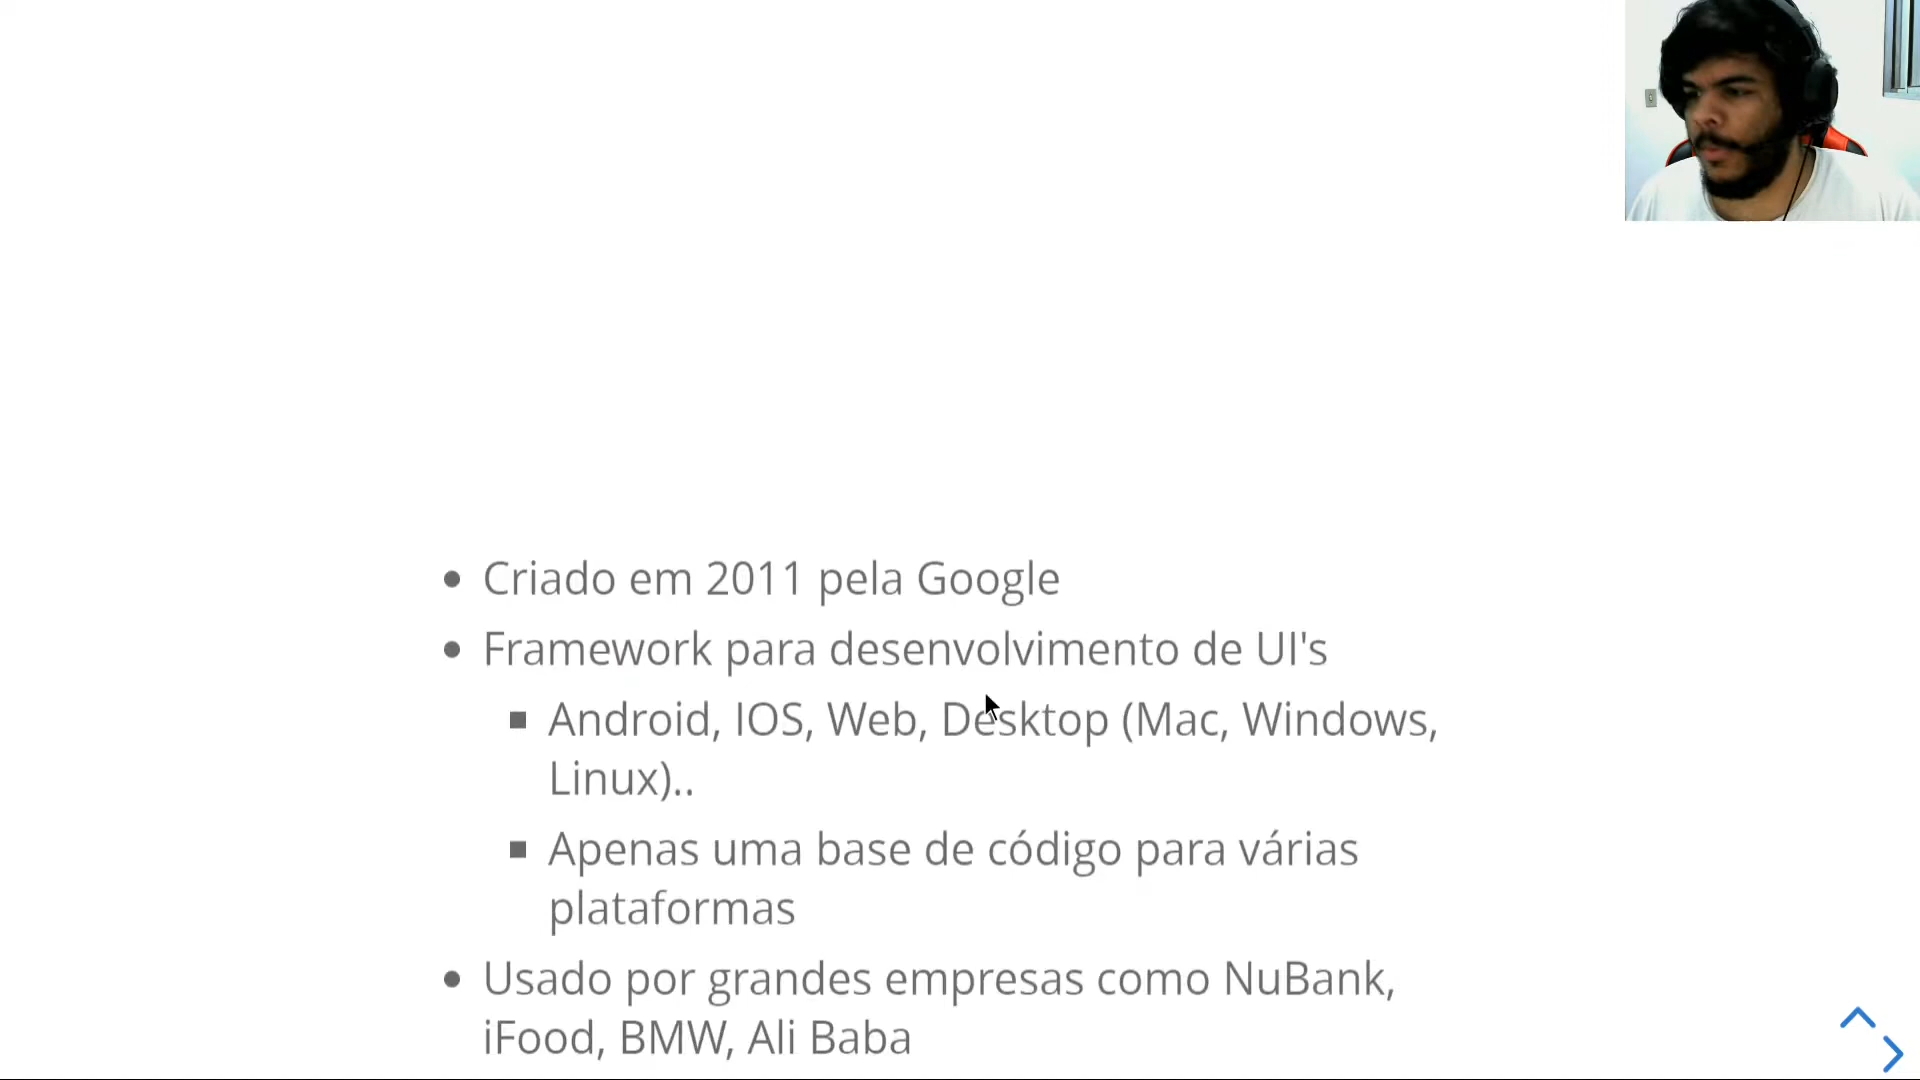 Criado em 2011 pela Google
Framework para desenvolvimento de UI's
Android, IOS, Web, Desktop (Mac, Windows,
Linux)..
Apenas uma base de código para várias
plataformas
Usado por grandes empresas como NuBank,
iFood, BMW, Ali Baba